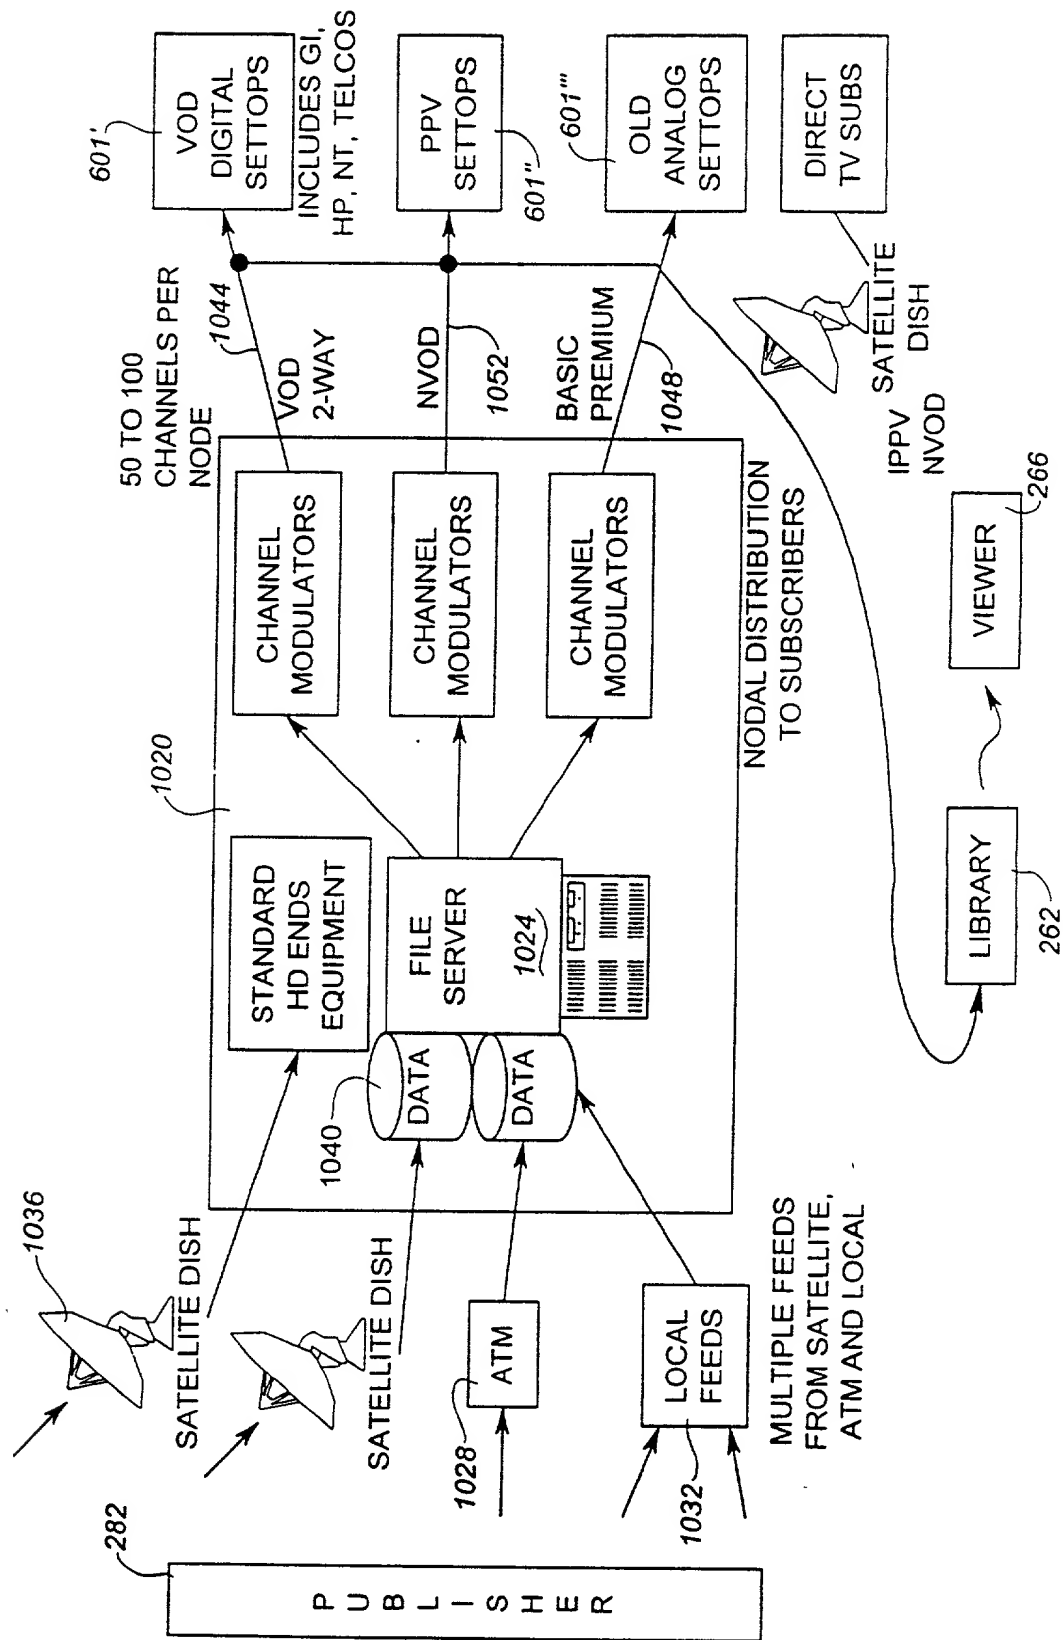 282
PUBLISHER
1036
SATELLITE DISH
SATELLITE DISH
1028
ATM
LOCAL
FEEDS
1032
MULTIPLE FEEDS
FROM SATELLITE,
ATM AND LOCAL
1020
STANDARD
HD ENDS
EQUIPMENT
1040
DATA
DATA
FILE
SERVER
1024
CHANNEL
MODULATORS
CHANNEL
MODULATORS
CHANNEL
MODULATORS
NODAL DISTRIBUTION
TO SUBSCRIBERS
50 TO 100
CHANNELS PER
NODE
1044
VOD
2-WAY
NVOD
1052
BASIC
PREMIUM
1048
601'
VOD
DIGITAL
SETTOPS
INCLUDES GI,
HP, NT, TELCOS
PPV
SETTOPS
601"
601'"
OLD
ANALOG
SETTOPS
DIRECT
TV SUBS
SATELLITE
DISH
IPPV
NVOD
LIBRARY
262
VIEWER
266